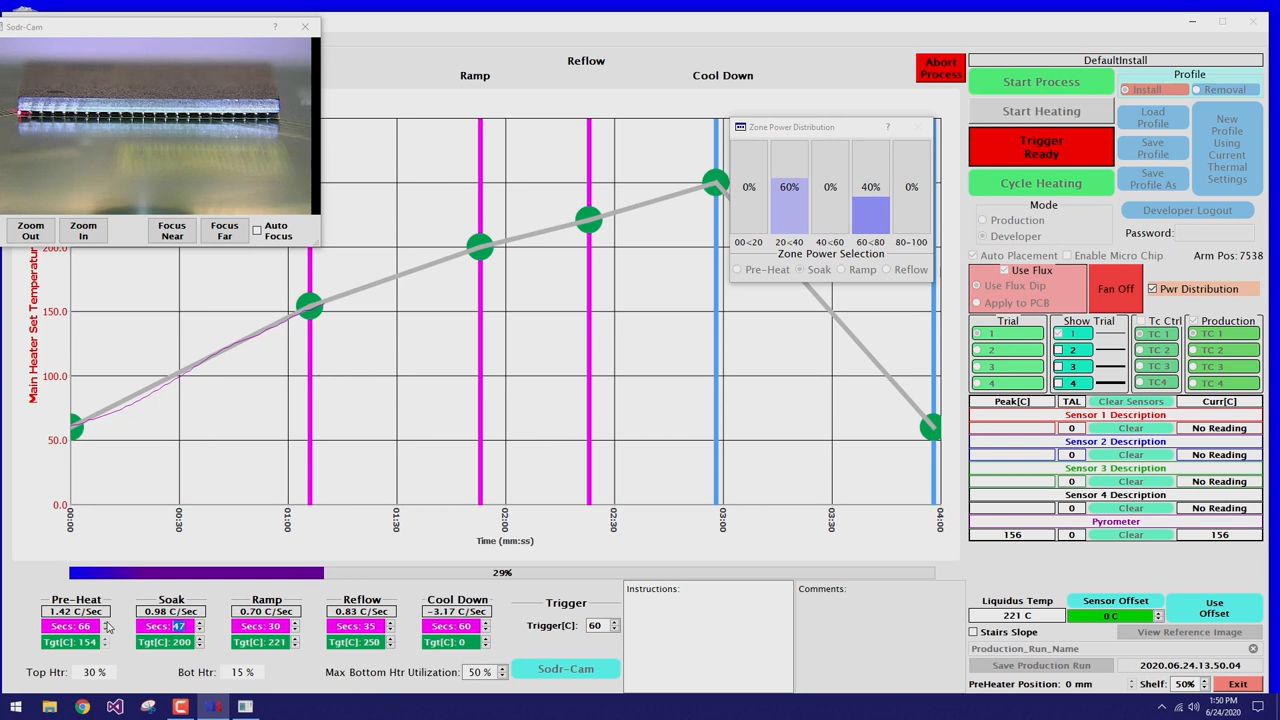 Sodr-Cam
?
Zoom Out
Zoom In
Focus Near
Focus Far
Auto Focus
Ramp
Reflow
Cool Down
Abort Process
Main Heater Set Temperature
200.0
150.0
100.0
50.0
0.0
00:00
00:30
01:00
01:30
02:00
02:30
03:00
03:30
04:00
Time (mm:ss)
29%
Zone Power Distribution
?
0%
60%
0%
40%
0%
00<20
20<40
40<60
60<80
80-100
Zone Power Selection
Pre-Heat
Soak
Ramp
Reflow
DefaultInstall
Start Process
Start Heating
Trigger Ready
Cycle Heating
Profile
Install
Removal
Load Profile
Save Profile
Save Profile As
New Profile Using Current Thermal Settings
Mode
Production
Developer
Developer Logout
Password:
Auto Placement
Enable Micro Chip
Arm Pos: 7538
Use Flux
Use Flux Dip
Apply to PCB
Fan Off
Pwr Distribution
Trial
Show Trial
Tc Ctrl
Production
1
1
TC 1
TC 1
2
2
TC 2
TC 2
3
3
TC 3
TC 3
4
4
TC4
TC 4
Peak[C]
TAL
Clear Sensors
Curr[C]
Sensor 1 Description
0
Clear
No Reading
Sensor 2 Description
0
Clear
No Reading
Sensor 3 Description
0
Clear
No Reading
Sensor 4 Description
0
Clear
No Reading
Pyrometer
156
Clear
156
Pre-Heat
1.42 C/Sec
Secs: 66
Tgt[C]: 154
Soak
0.98 C/Sec
Secs: 47
Tgt[C]: 200
Ramp
0.70 C/Sec
Secs: 30
Tgt[C]: 221
Reflow
0.83 C/Sec
Secs: 35
Tgt[C]: 250
Cool Down
-3.17 C/Sec
Secs: 60
Tgt[C]: 0
Trigger
Trigger[C]: 60
Top Htr: 30 %
Bot Htr: 15 %
Max Bottom Htr Utilization: 50 %
Sodr-Cam
Instructions:
Comments:
Liquidus Temp
221 C
Sensor Offset
0 C
Use Offset
Stairs Slope
View Reference Image
Production_Run_Name
Save Production Run
2020.06.24.13.50.04
PreHeater Position: 0 mm
Shelf: 50%
Exit
1:50 PM
6/24/2020